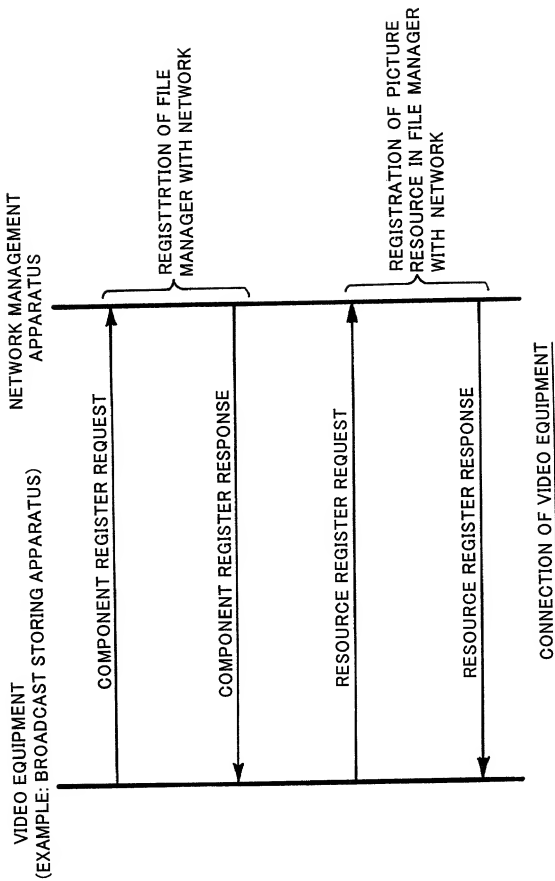 VIDEO EQUIPMENT
(EXAMPLE: BROADCAST STORING APPARATUS)
NETWORK MANAGEMENT
APPARATUS
COMPONENT REGISTER REQUEST
REGISTTRTION OF FILE
MANAGER WITH NETWORK
COMPONENT REGISTER RESPONSE
RESOURCE REGISTER REQUEST
REGISTRATION OF PICTURE
RESOURCE IN FILE MANAGER
WITH NETWORK
RESOURCE REGISTER RESPONSE
CONNECTION OF VIDEO EQUIPMENT